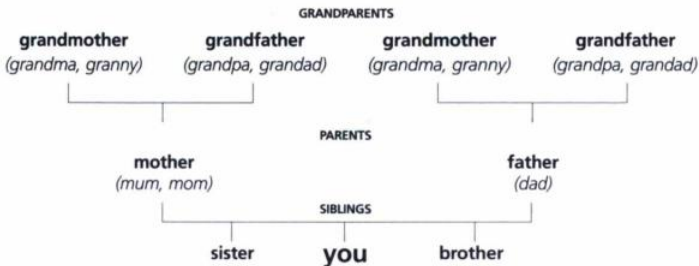 GRANDPARENTS
grandmother grandfather grandmother grandfather
(grandma, granny) (grandpa, grandad) (grandma, granny) (grandpa, grandad)
PARENTS
mother father
(mum, mom) (dad)
SIBLINGS
sister you brother